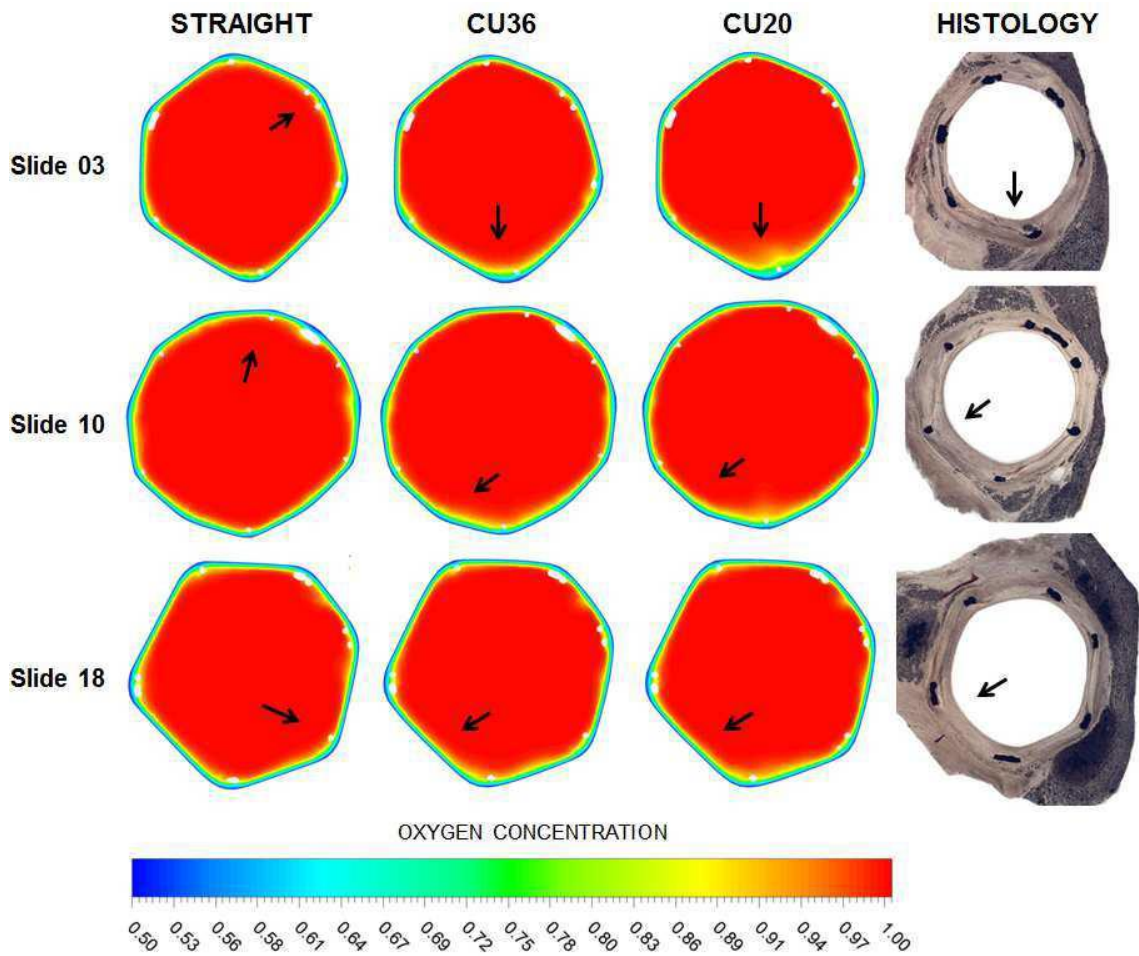 STRAIGHT CU36 CU20 HISTOLOGY
Slide 03
Slide 10
Slide 18
OXYGEN CONCENTRATION
0.50 0.53 0.56 0.58 0.61 0.64 0.67 0.69 0.72 0.75 0.78 0.80 0.83 0.86 0.89 0.91 0.94 0.97 1.00